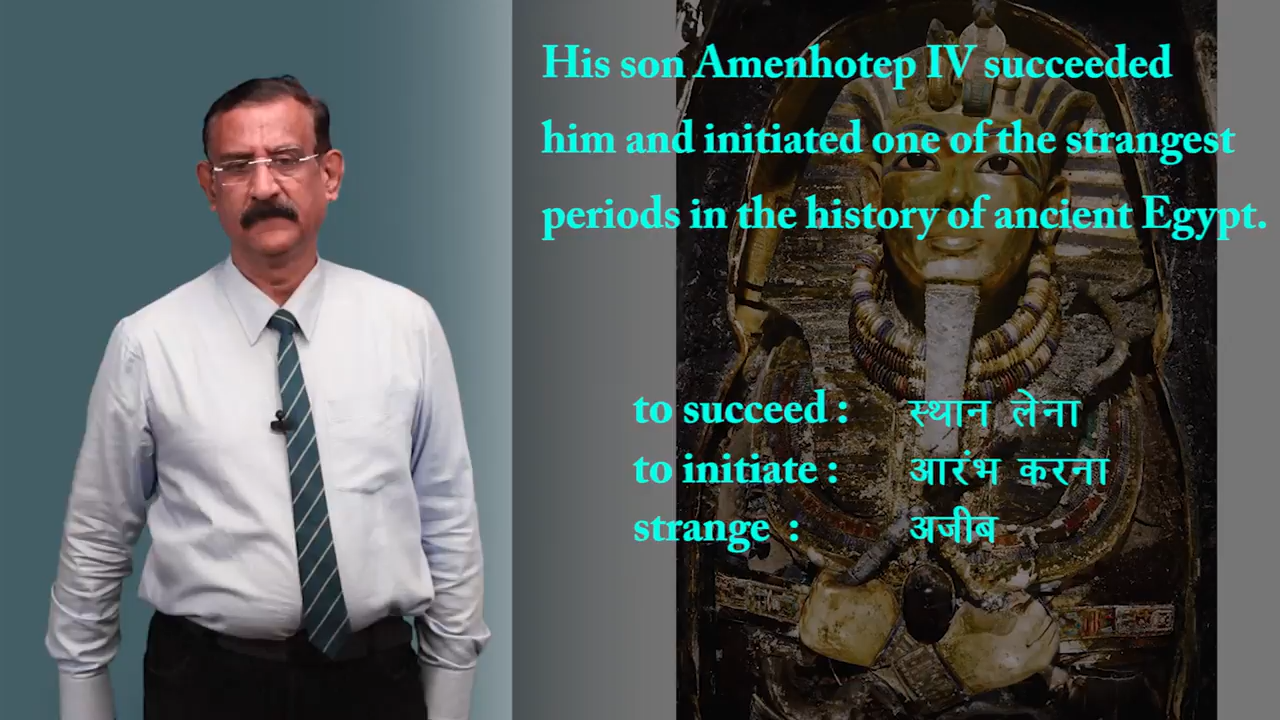 His son Amenhotep IV succeeded
him and initiated one of the strangest
periods in the history of ancient Egypt.
to succeed : स्थान लेना
to initiate : आरंभ करना
strange : अजीब